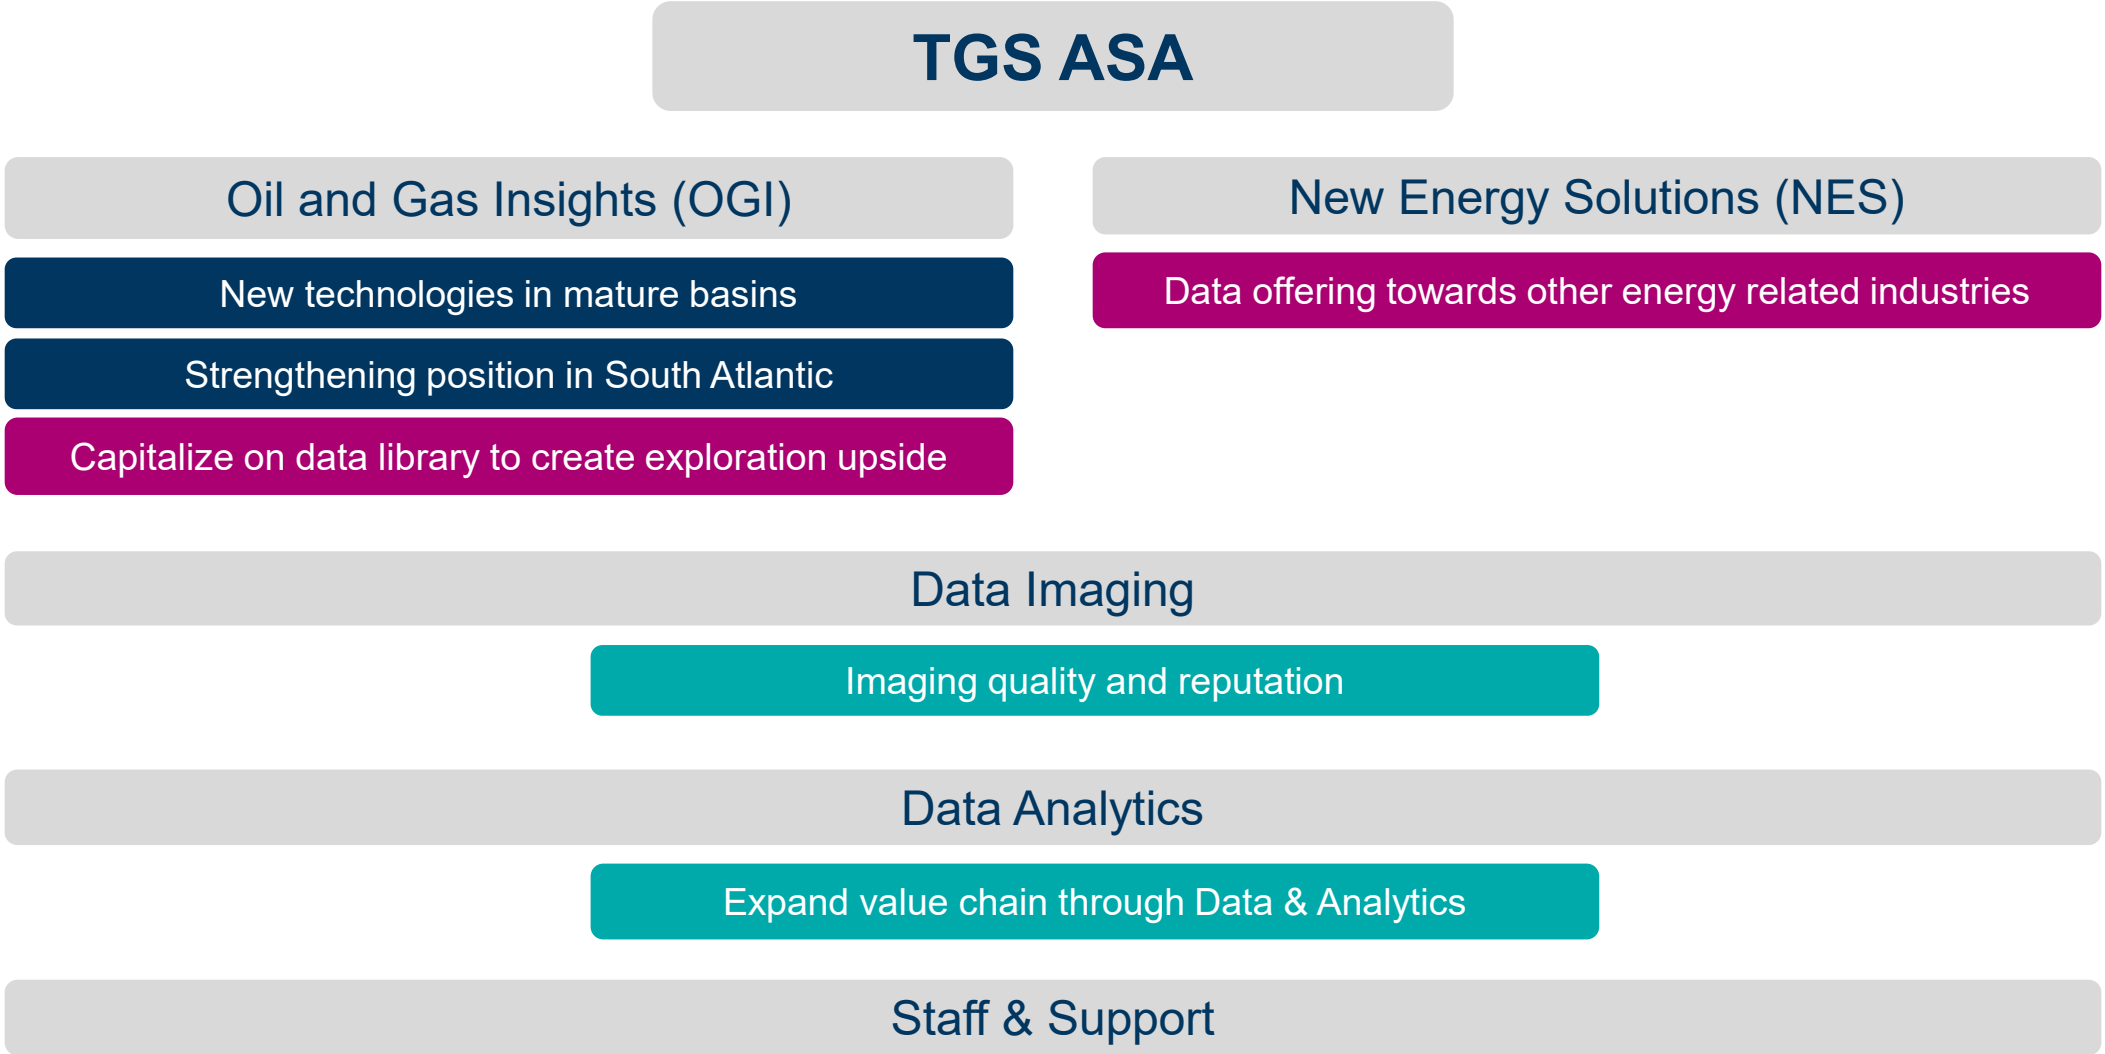 TGS ASA
Oil and Gas Insights (OGI)
New technologies in mature basins
Strengthening position in South Atlantic
Capitalize on data library to create exploration upside
New Energy Solutions (NES)
Data offering towards other energy related industries
Data Imaging
Imaging quality and reputation
Data Analytics
Expand value chain through Data & Analytics
Staff & Support